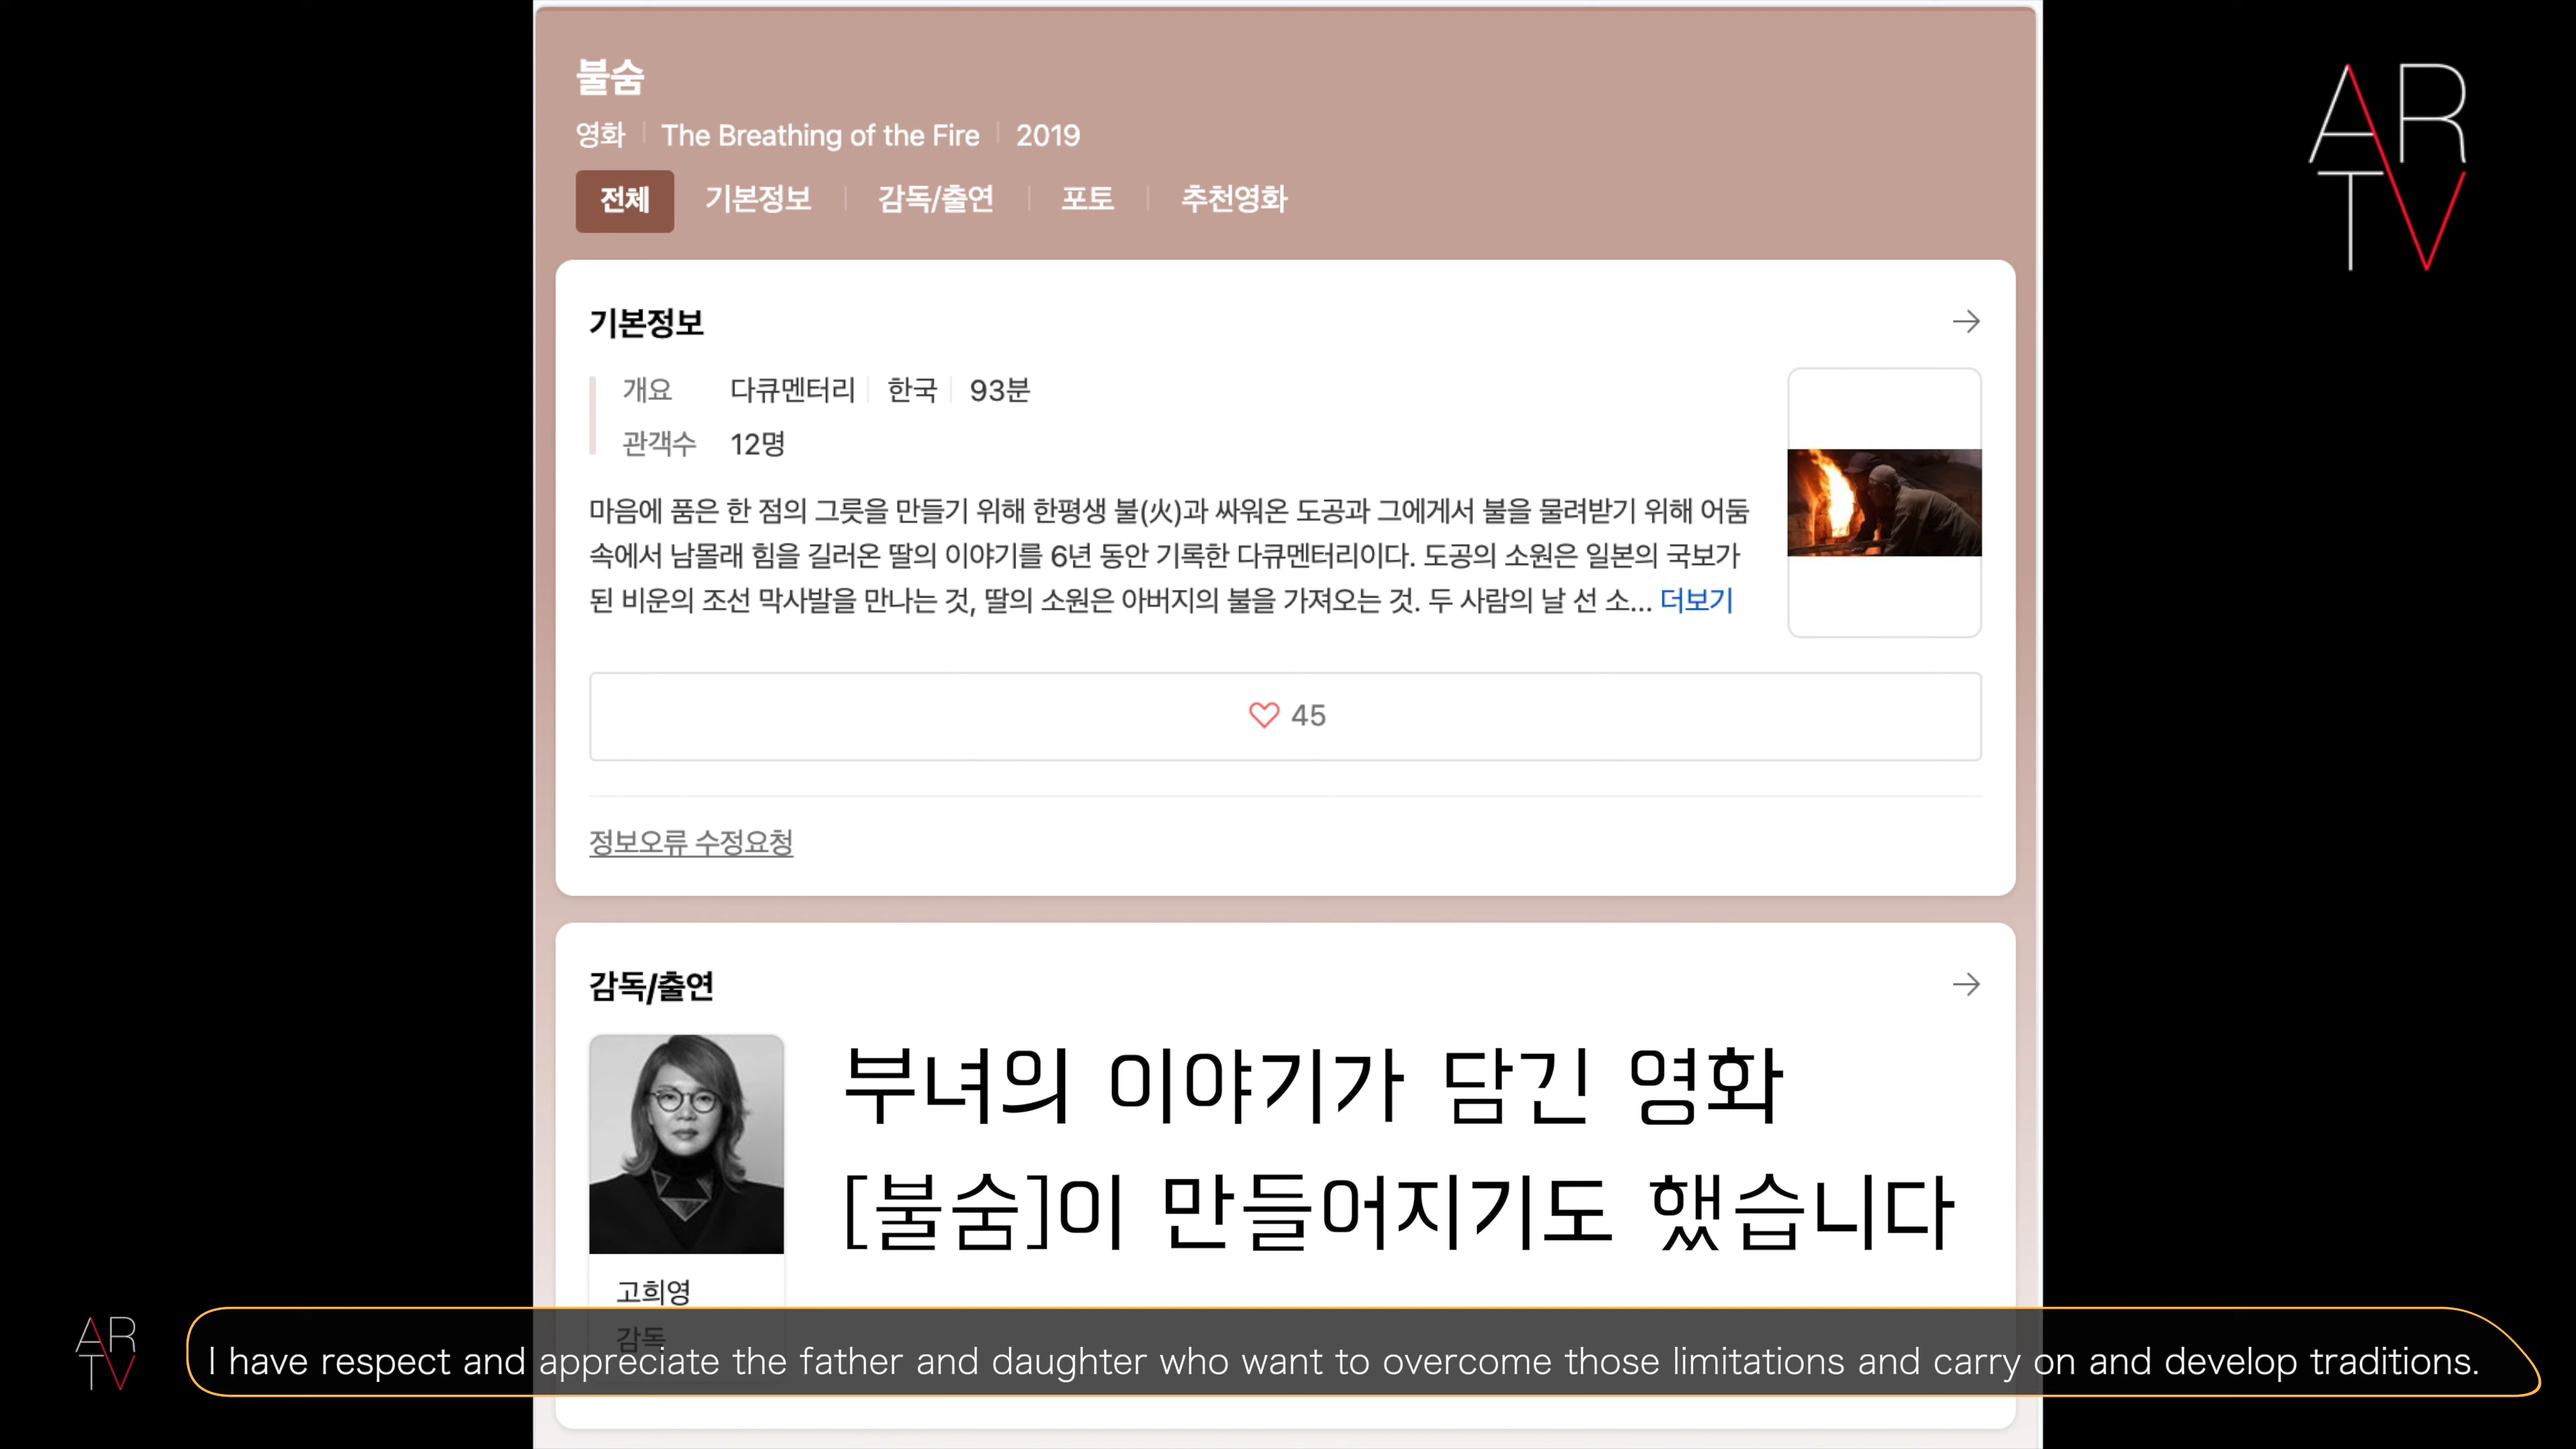 불숨
영화 The Breathing of the Fire 2019
전체 기본정보 감독/출연 포토 추천영화
AR
TV
기본정보
개요 다큐멘터리 한국 93분
관객수 12명
마음에 품은 한 점의 그릇을 만들기 위해 한평생 불(火)과 싸워온 도공과 그에게서 불을 물려받기 위해 어둠
속에서 남몰래 힘을 길러온 딸의 이야기를 6년 동안 기록한 다큐멘터리이다. 도공의 소원은 일본의 국보가
된 비운의 조선 막사발을 만나는 것, 딸의 소원은 아버지의 불을 가져오는 것. 두 사람의 날 선 소... 더보기
45
정보오류 수정요청
감독/출연
부녀의 이야기가 담긴 영화
[불숨]이 만들어지기도 했습니다
고희영
감독
AR
TV
I have respect and appreciate the father and daughter who want to overcome those limitations and carry on and develop traditions.